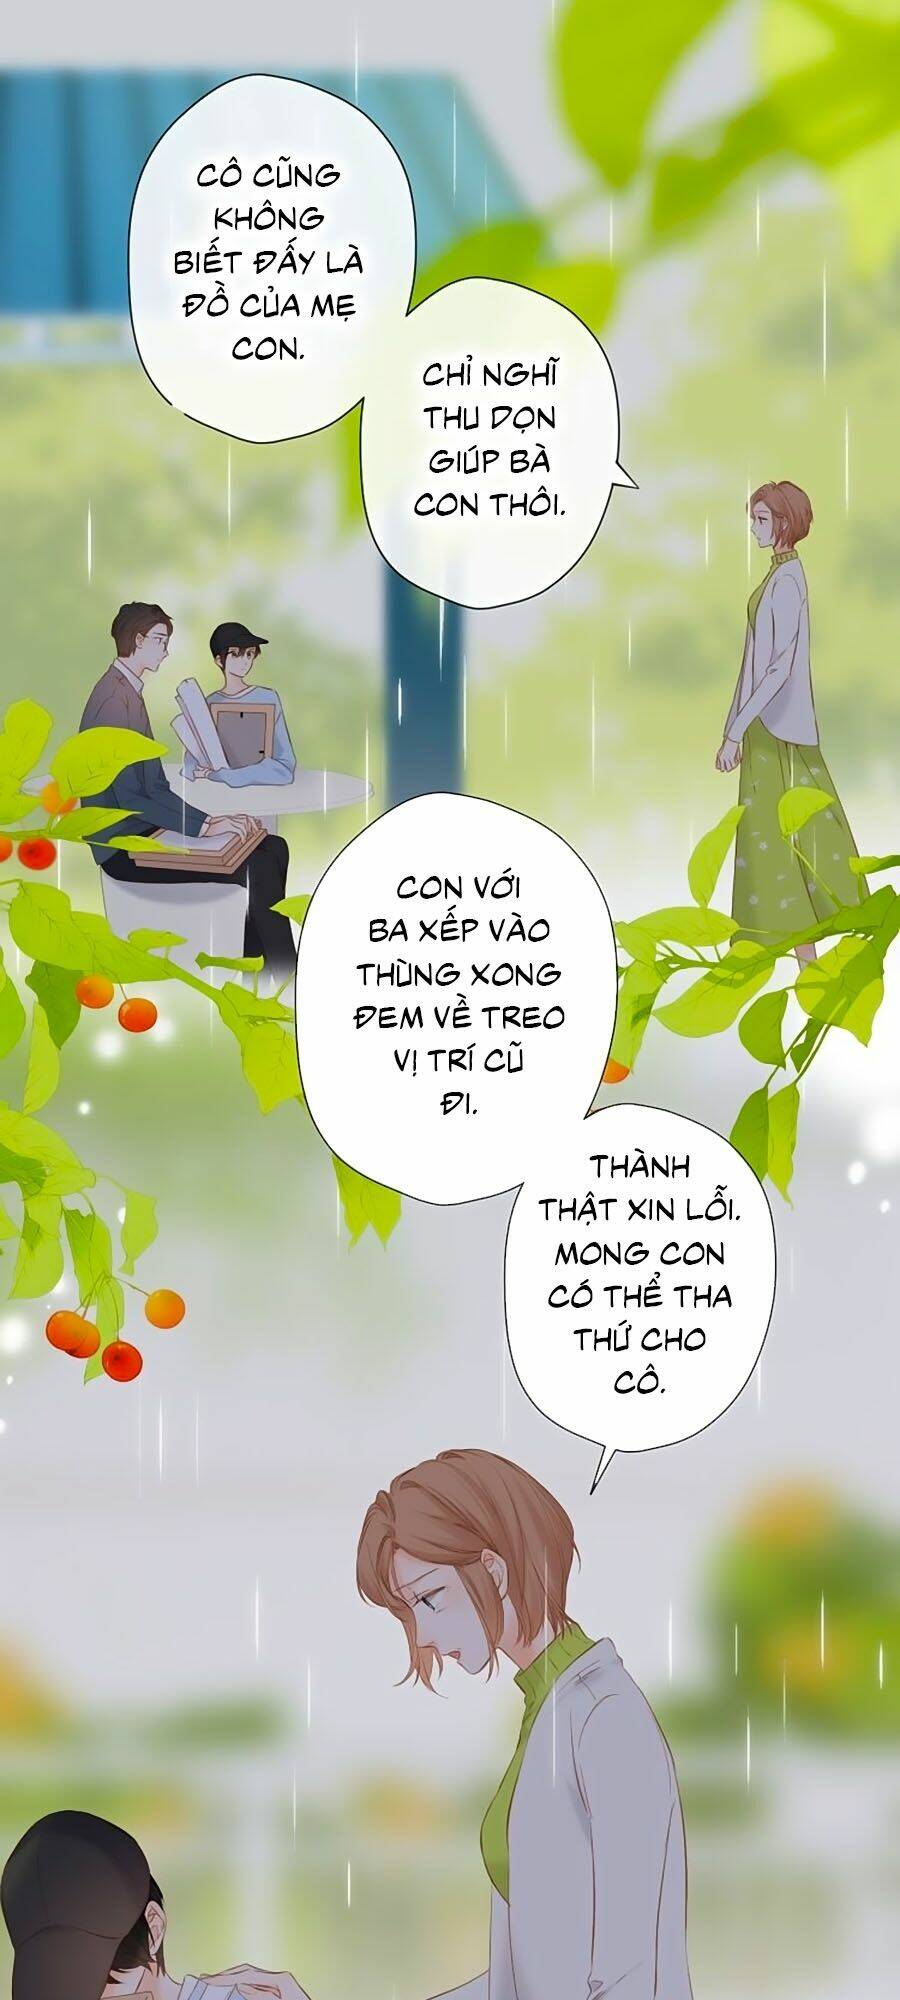 CÔ CŨNG
KHÔNG
BIẾT ĐẤY LÀ
ĐỒ CỦA MẸ
CON.
CHỈ NGHĨ
THU DỌN
GIÚP BÀ
CON THÔI.
CON VỚI
BA XẾP VÀO
THÙNG XONG
ĐEM VỀ TREO
VỊ TRÍ CŨ
ĐI.
THÀNH
THẬT XIN LỖI.
MONG CON
CÓ THỂ THA
THỨ CHO
CÔ.